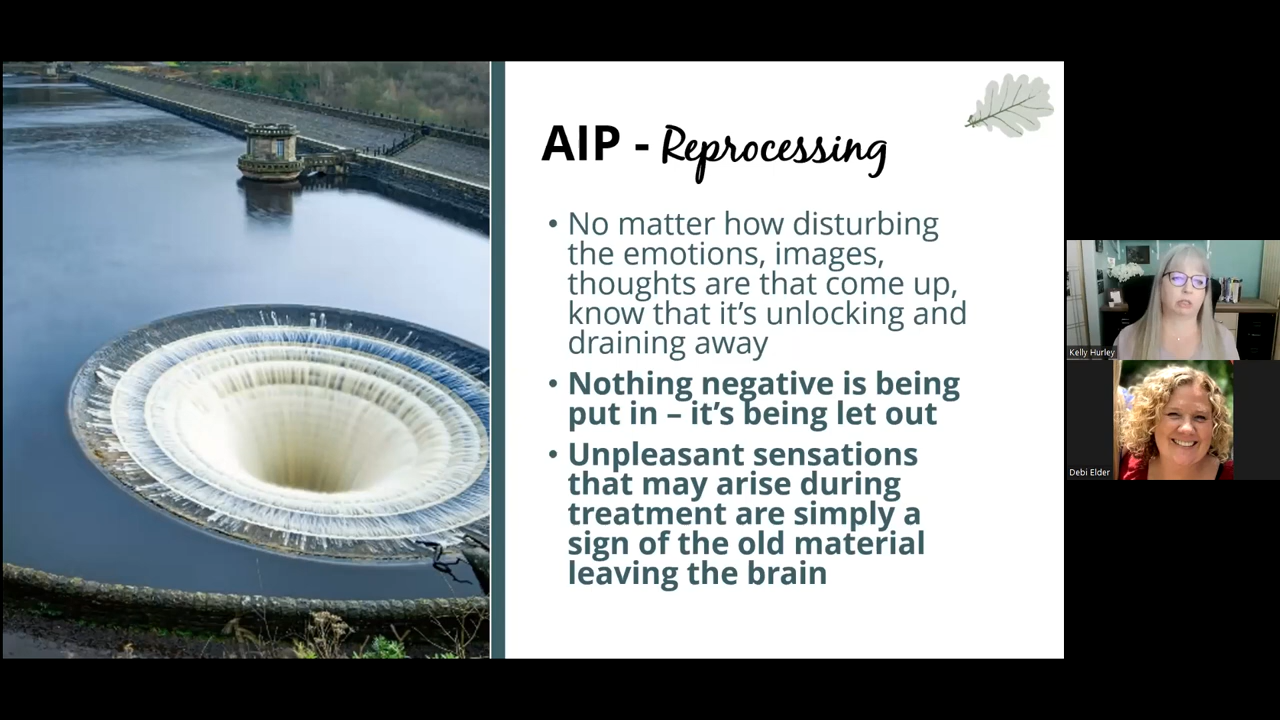 AIP - Reprocessing
• No matter how disturbing
the emotions, images,
thoughts are that come up,
know that it’s unlocking and
draining away
• Nothing negative is being
put in – it’s being let out
• Unpleasant sensations
that may arise during
treatment are simply a
sign of the old material
leaving the brain
Kelly Hurley
Debi Elder